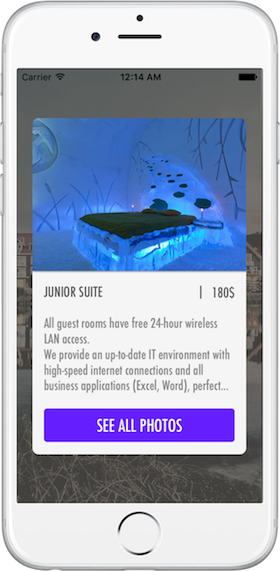 Carrier 12:14 AM
JUNIOR SUITE | 180$
All guest rooms have free 24-hour wireless
LAN access.
We provide an up-to-date IT environment with
high-speed internet connections and all
business applications (Excel, Word), perfect...
SEE ALL PHOTOS